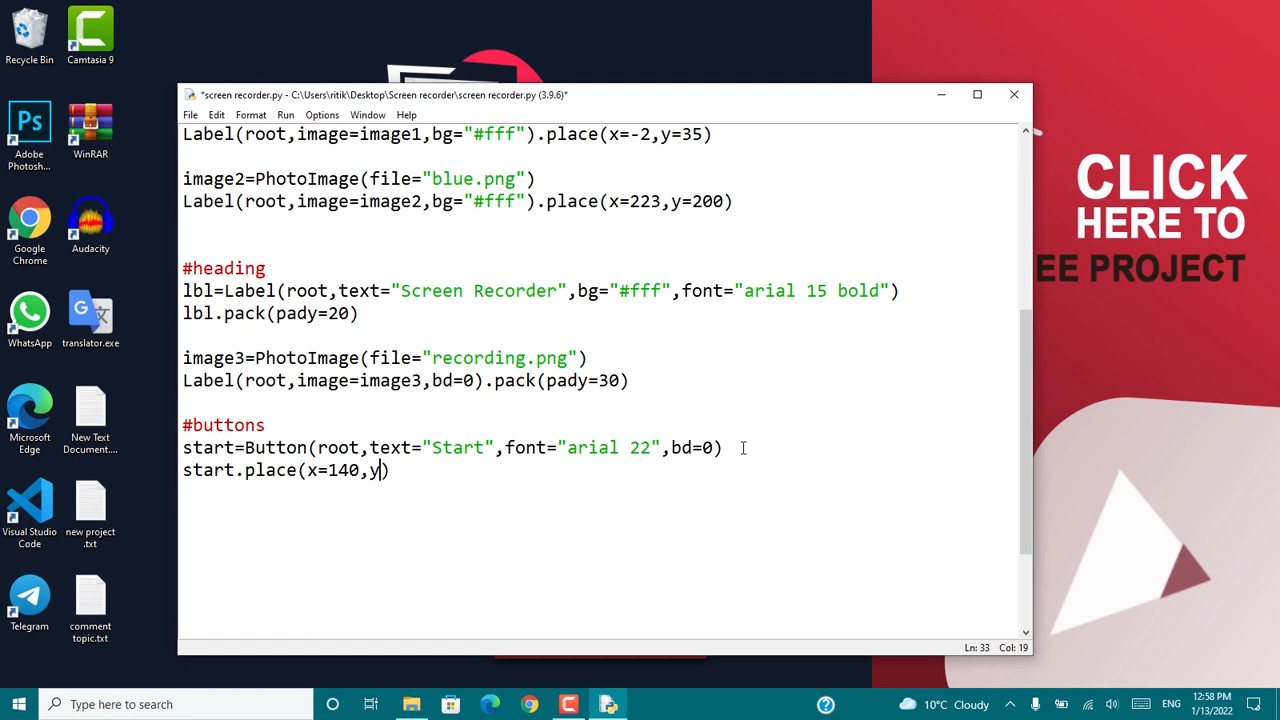 Recycle Bin
Camtasia 9
Adobe Photosh...
WinRAR
Google Chrome
Audacity
WhatsApp
translator.exe
Microsoft Edge
New Text Document...
Visual Studio Code
new project .txt
Telegram
comment topic.txt
*screen recorder.py - C:\Users\ritik\Desktop\Screen recorder\screen recorder.py (3.9.6)*
File Edit Format Run Options Window Help
Label(root,image=image1,bg="#fff").place(x=-2,y=35)
image2=PhotoImage(file="blue.png")
Label(root,image=image2,bg="#fff").place(x=223,y=200)
#heading
lbl=Label(root,text="Screen Recorder",bg="#fff",font="arial 15 bold")
lbl.pack(pady=20)
image3=PhotoImage(file="recording.png")
Label(root,image=image3,bd=0).pack(pady=30)
#buttons
start=Button(root,text="Start",font="arial 22",bd=0)
start.place(x=140,y)
Ln: 33 Col: 19
CLICK
HERE TO
EE PROJECT
Type here to search
10°C Cloudy
ENG
12:58 PM
1/13/2022